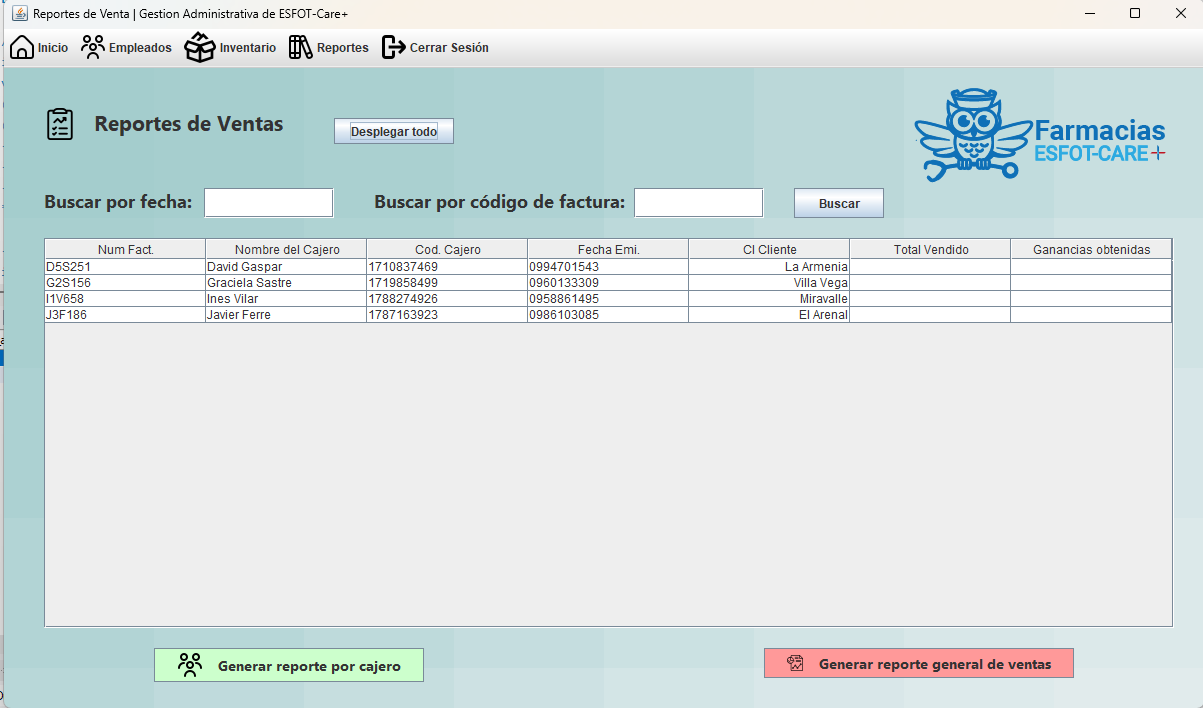 Reportes de Venta | Gestion Administrativa de ESFOT-Care+
Inicio Empleados Inventario Reportes Cerrar Sesión
Reportes de Ventas
Desplegar todo
Farmacias
ESFOT-CARE+
Buscar por fecha: Buscar por código de factura: Buscar
Num Fact. Nombre del Cajero Cod. Cajero Fecha Emi. CI Cliente Total Vendido Ganancias obtenidas
D5S251 David Gaspar 1710837469 0994701543 La Armenia
G2S156 Graciela Sastre 1719858499 0960133309 Villa Vega
I1V658 Ines Vilar 1788274926 0958861495 Miravalle
J3F186 Javier Ferre 1787163923 0986103085 El Arenal
Generar reporte por cajero Generar reporte general de ventas